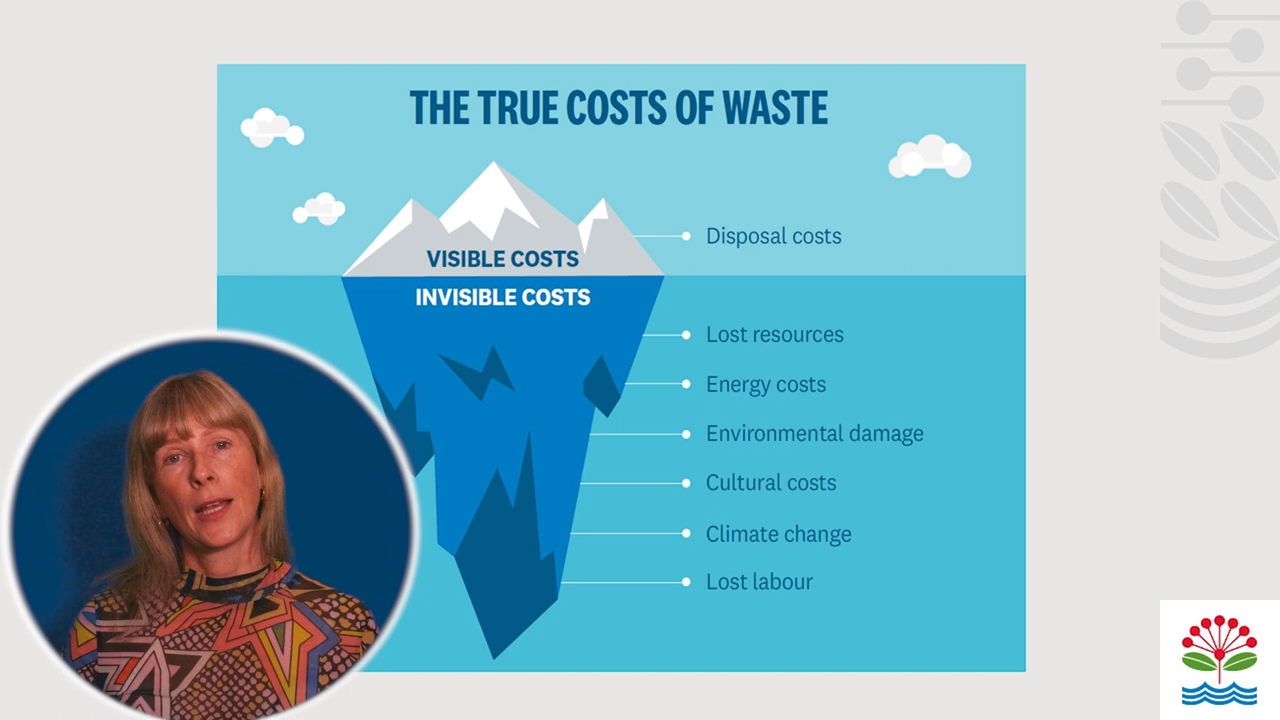 THE TRUE COSTS OF WASTE
VISIBLE COSTS
Disposal costs
INVISIBLE COSTS
Lost resources
Energy costs
Environmental damage
Cultural costs
Climate change
Lost labour